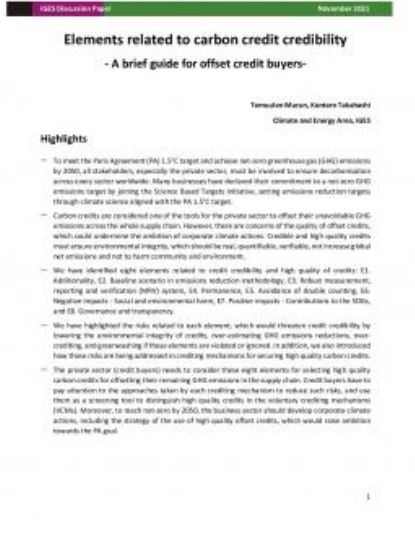 IGES Discussion Paper
November 2021
Elements related to carbon credit credibility
- A brief guide for offset credit buyers-
Temuulen Murun, Kentaro Takahashi
Climate and Energy Area, IGES
Highlights
— To meet the Paris Agreement (PA) 1.5°C target and achieve net-zero greenhouse gas (GHG) emissions
by 2050, all stakeholders, especially the private sector, must be involved to ensure decarbonisation
across every sector worldwide. Many businesses have declared their commitment to a net-zero GHG
emissions target by joining the Science Based Targets initiative, setting emissions reduction targets
through climate science aligned with the PA 1.5°C target.
— Carbon credits are considered one of the tools for the private sector to offset their unavoidable GHG
emissions across the whole supply chain. However, there are concerns of the quality of offset credits,
which could undermine the ambition of corporate climate actions. Credible and high quality credits
must ensure environmental integrity, which should be real, quantifiable, verifiable, not increase global
net emissions and not to harm community and environment.
— We have identified eight elements related to credit credibility and high quality of credits: E1.
Additionality, E2. Baseline scenario in emissions reduction methodology, E3. Robust measurement,
reporting and verification (MRV) system, E4. Permanence, E5. Avoidance of double counting, E6.
Negative impacts - Social and environmental harm, E7. Positive impacts - Contributions to the SDGs,
and E8. Governance and transparency.
— We have highlighted the risks related to each element, which would threaten credit credibility by
lowering the environmental integrity of credits, over-estimating GHG emissions reductions, over-
crediting, and greenwashing if those elements are violated or ignored. In addition, we also introduced
how those risks are being addressed in crediting mechanisms for securing high quality carbon credits.
— The private sector (credit buyers) needs to consider these eight elements for selecting high quality
carbon credits for offsetting their remaining GHG emissions in the supply chain. Credit buyers have to
pay attention to the approaches taken by each crediting mechanism to reduce such risks, and use
them as a screening tool to distinguish high quality credits in the voluntary crediting mechanisms
(VCMs). Moreover, to reach net-zero by 2050, the business sector should develop corporate climate
actions, including the strategy of the use of high quality offset credits, which would raise ambition
towards the PA goal.
1